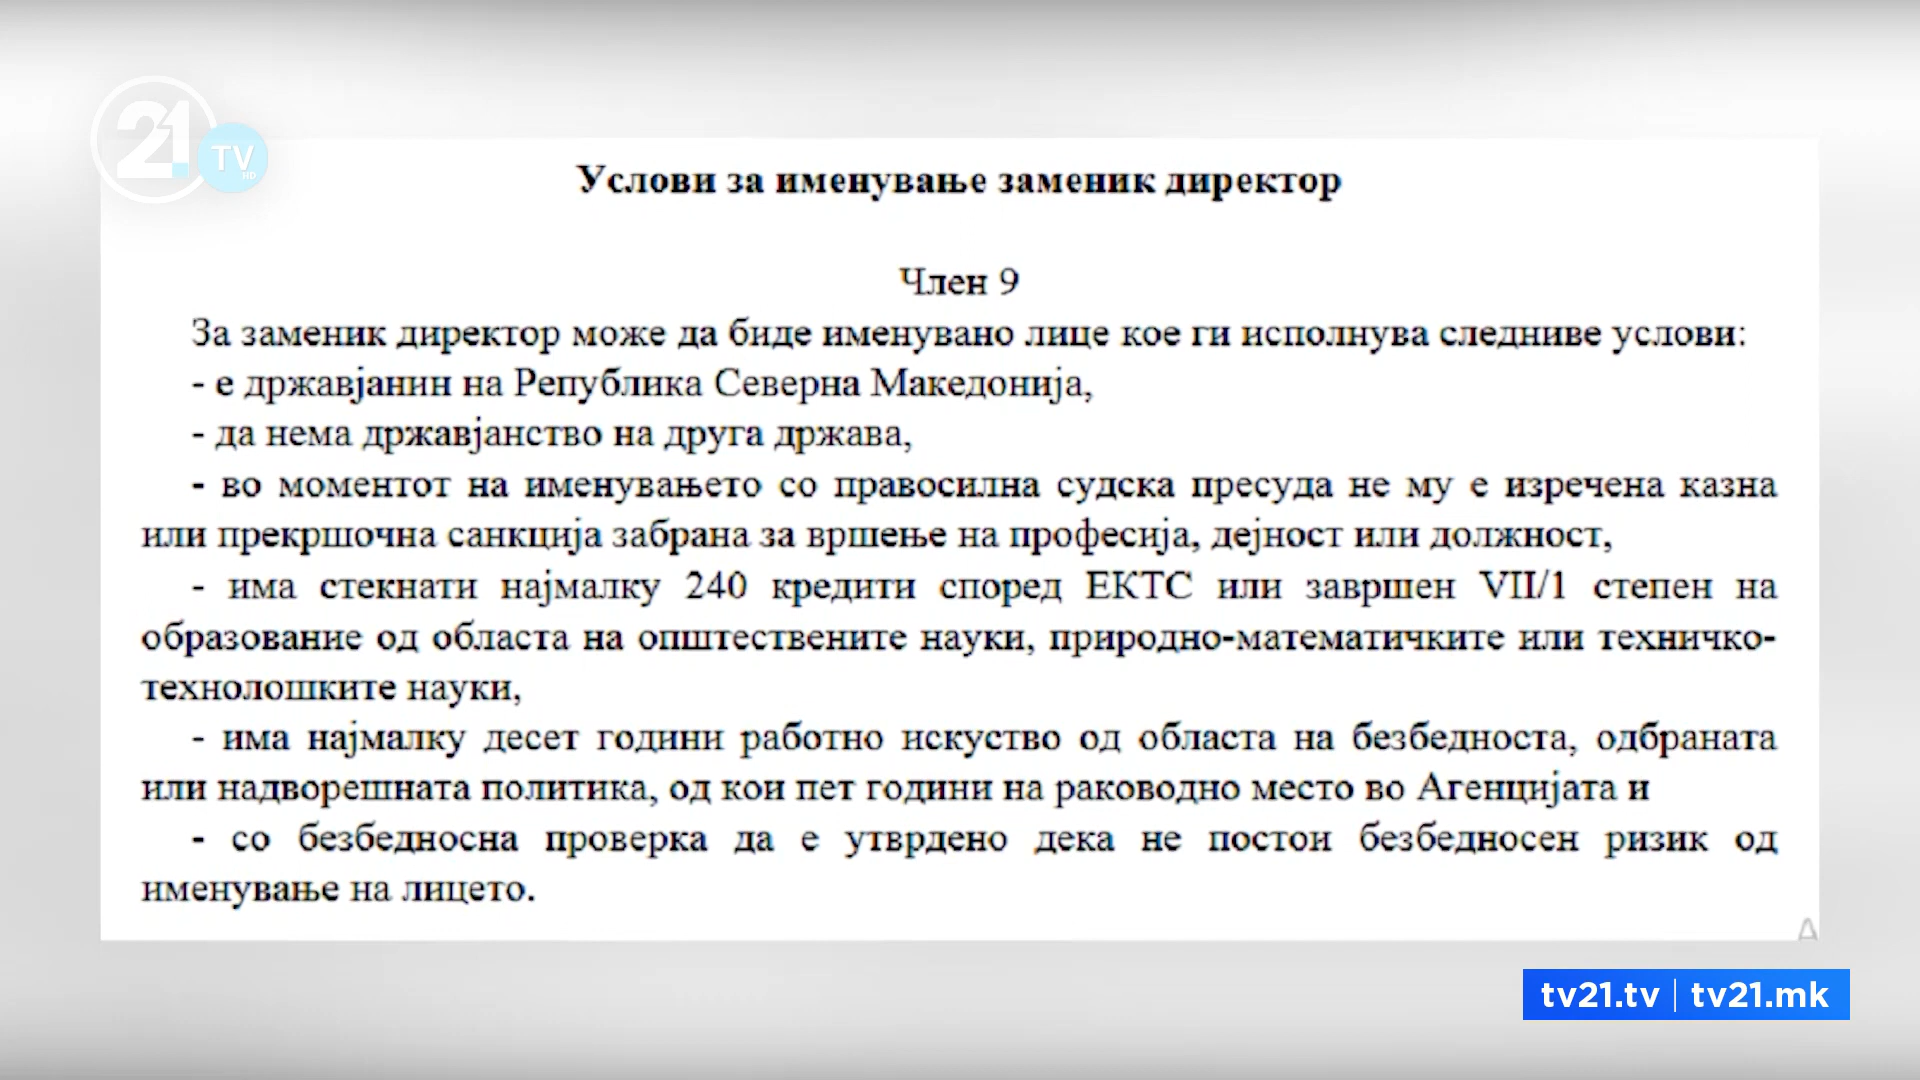 21 TV HD
Услови за именување заменик директор
Член 9
За заменик директор може да биде именувано лице кое ги исполнува следниве услови:
- е државјанин на Република Северна Македонија,
- да нема државјанство на друга држава,
- во моментот на именувањето со правосилна судска пресуда не му е изречена казна
или прекршочна санкција забрана за вршење на професија, дејност или должност,
- има стекнати најмалку 240 кредити според ЕКТС или завршен VII/1 степен на
образование од областа на општествените науки, природно-математичките или техничко-
технолошките науки,
- има најмалку десет години работно искуство од областа на безбедноста, одбраната
или надворешната политика, од кои пет години на раководно место во Агенцијата и
- со безбедносна проверка да е утврдено дека не постои безбедносен ризик од
именување на лицето.
tv21.tv | tv21.mk